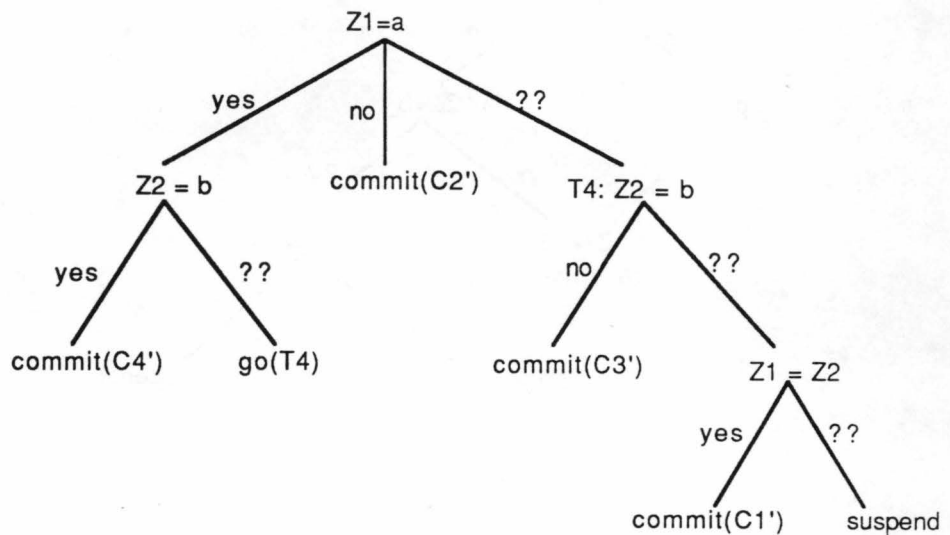 Z1=a
yes
no
??
Z2 = b
commit(C2')
T4: Z2 = b
yes
??
no
??
commit(C4')
go(T4)
commit(C3')
Z1 = Z2
yes
??
commit(C1')
suspend